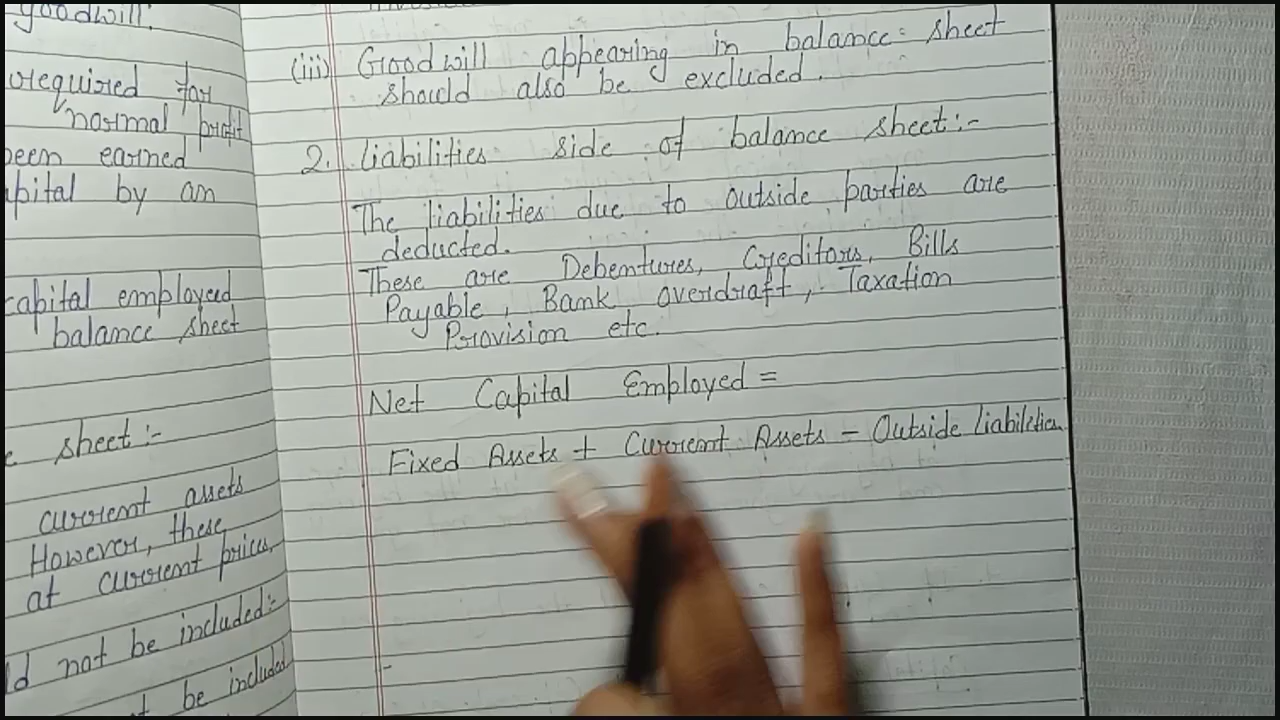 goodwill.
required for
normal profit
been earned
capital by an
capital employed
balance sheet
sheet :-
current assets
However, these
at current prices.
not be included:-
be included
(iii) Goodwill appearing in balance sheet
should also be excluded.
2. Liabilities side of balance sheet:-
The liabilities due to outside parties are
deducted.
These are Debentures, Creditors, Bills
Payable, Bank overdraft, Taxation
Provision etc.
Net Capital Employed =
Fixed Assets + Current Assets - Outside Liabilities